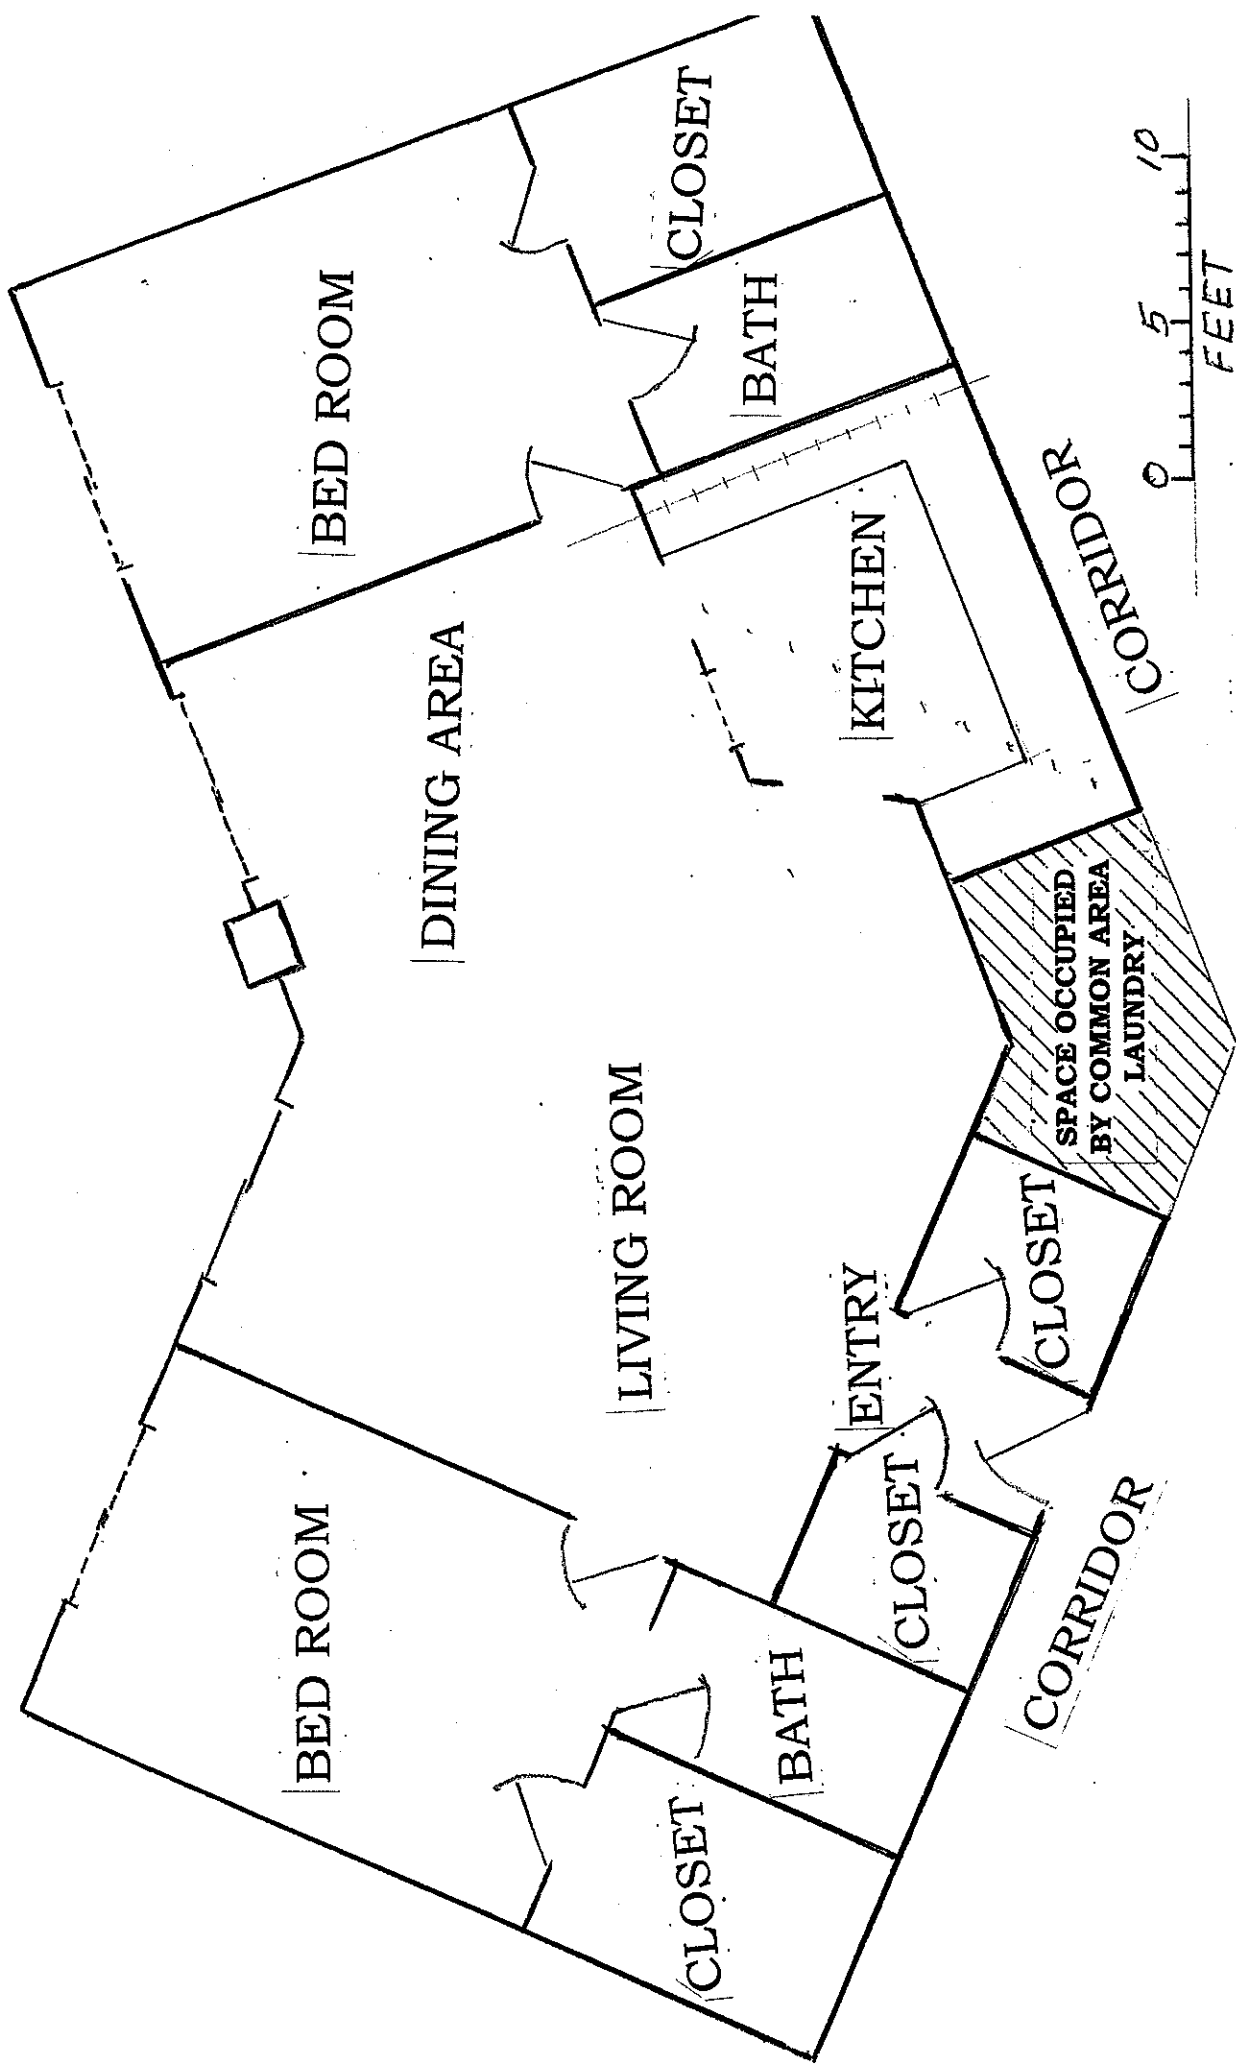 BED ROOM
CLOSET
BATH
DINING AREA
KITCHEN
CORRIDOR
0 5 10
FEET
LIVING ROOM
SPACE OCCUPIED
BY COMMON AREA
LAUNDRY
ENTRY
CLOSET
CLOSET
BED ROOM
BATH
CLOSET
CORRIDOR